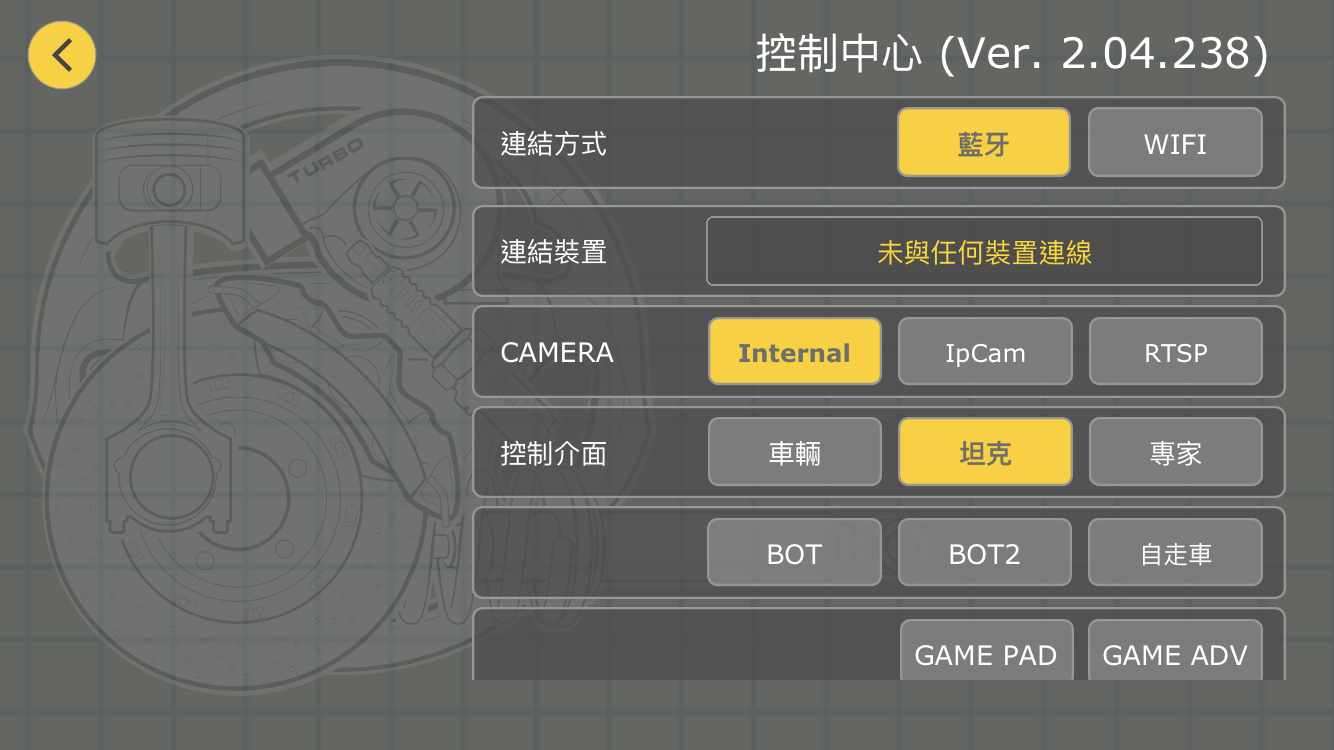 控制中心 (Ver. 2.04.238)
TURBO
連結方式 藍牙 WIFI
連結裝置 未與任何裝置連線
CAMERA Internal IpCam RTSP
控制介面 車輛 坦克 專家
BOT BOT2 自走車
GAME PAD GAME ADV